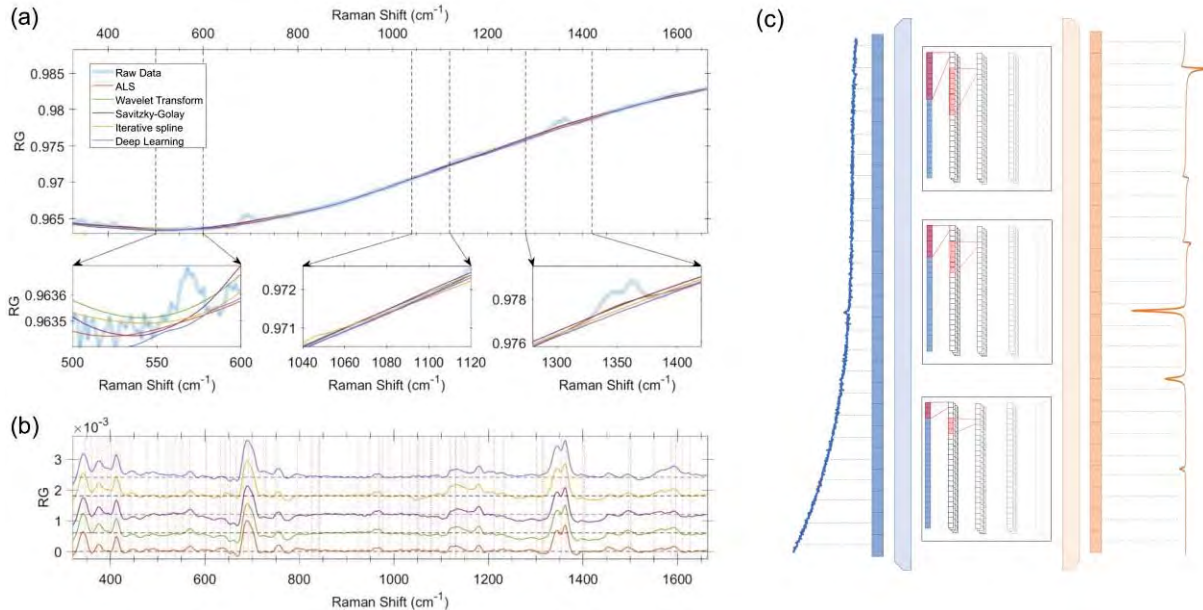 (a)
Raman Shift (cm⁻¹)
400 600 800 1000 1200 1400 1600
0.985
0.98
0.975
0.97
0.965
RG
Raw Data
ALS
Wavelet Transform
Savitzky-Golay
Iterative spline
Deep Learning
0.9636
0.9635
500 550 600
Raman Shift (cm⁻¹)
0.972
0.971
1040 1060 1080 1100 1120
Raman Shift (cm⁻¹)
0.978
0.976
1300 1350 1400
Raman Shift (cm⁻¹)
(b)
×10⁻³
3
2
1
0
RG
400 600 800 1000 1200 1400 1600
Raman Shift (cm⁻¹)
(c)